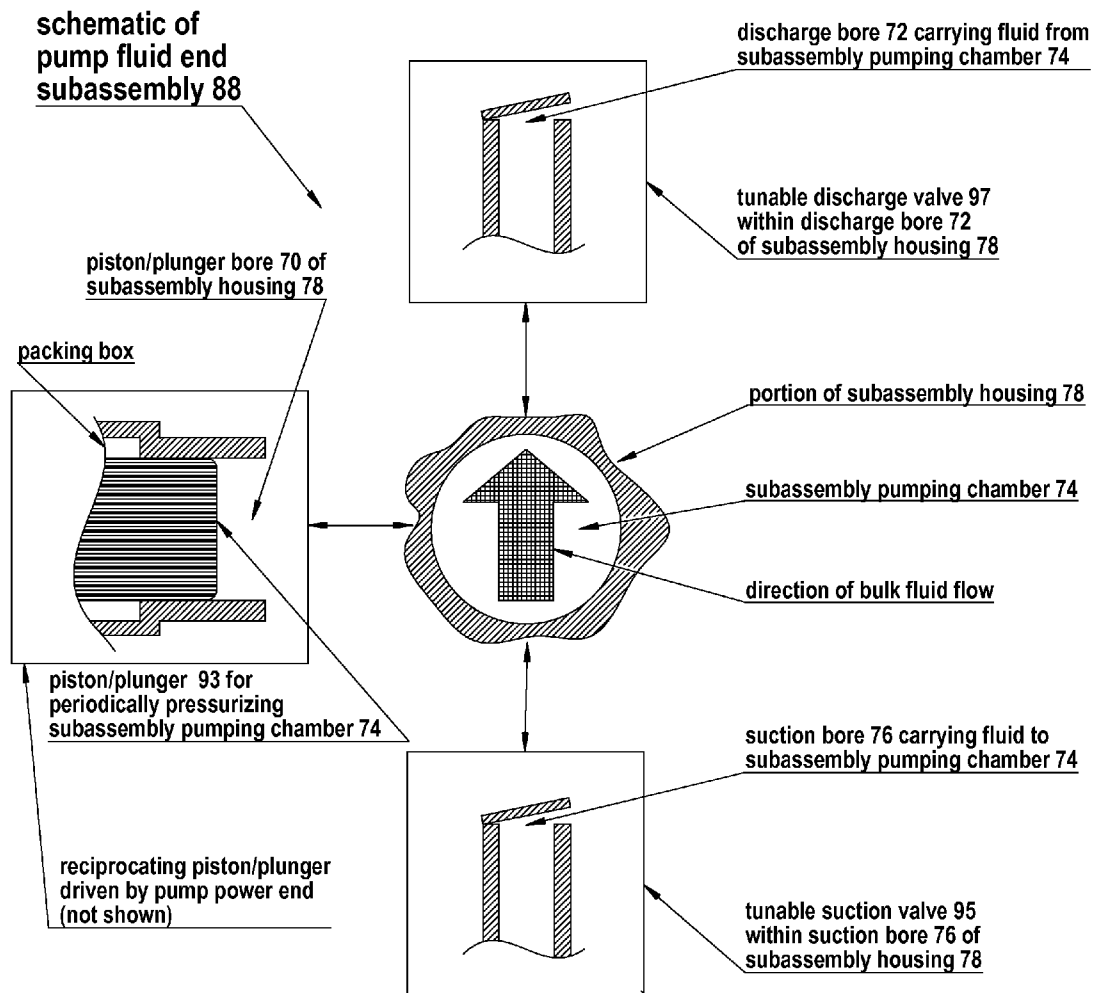 schematic of
pump fluid end
subassembly 88
discharge bore 72 carrying fluid from
subassembly pumping chamber 74
tunable discharge valve 97
within discharge bore 72
of subassembly housing 78
piston/plunger bore 70 of
subassembly housing 78
packing box
portion of subassembly housing 78
subassembly pumping chamber 74
direction of bulk fluid flow
piston/plunger 93 for
periodically pressurizing
subassembly pumping chamber 74
suction bore 76 carrying fluid to
subassembly pumping chamber 74
reciprocating piston/plunger
driven by pump power end
(not shown)
tunable suction valve 95
within suction bore 76 of
subassembly housing 78